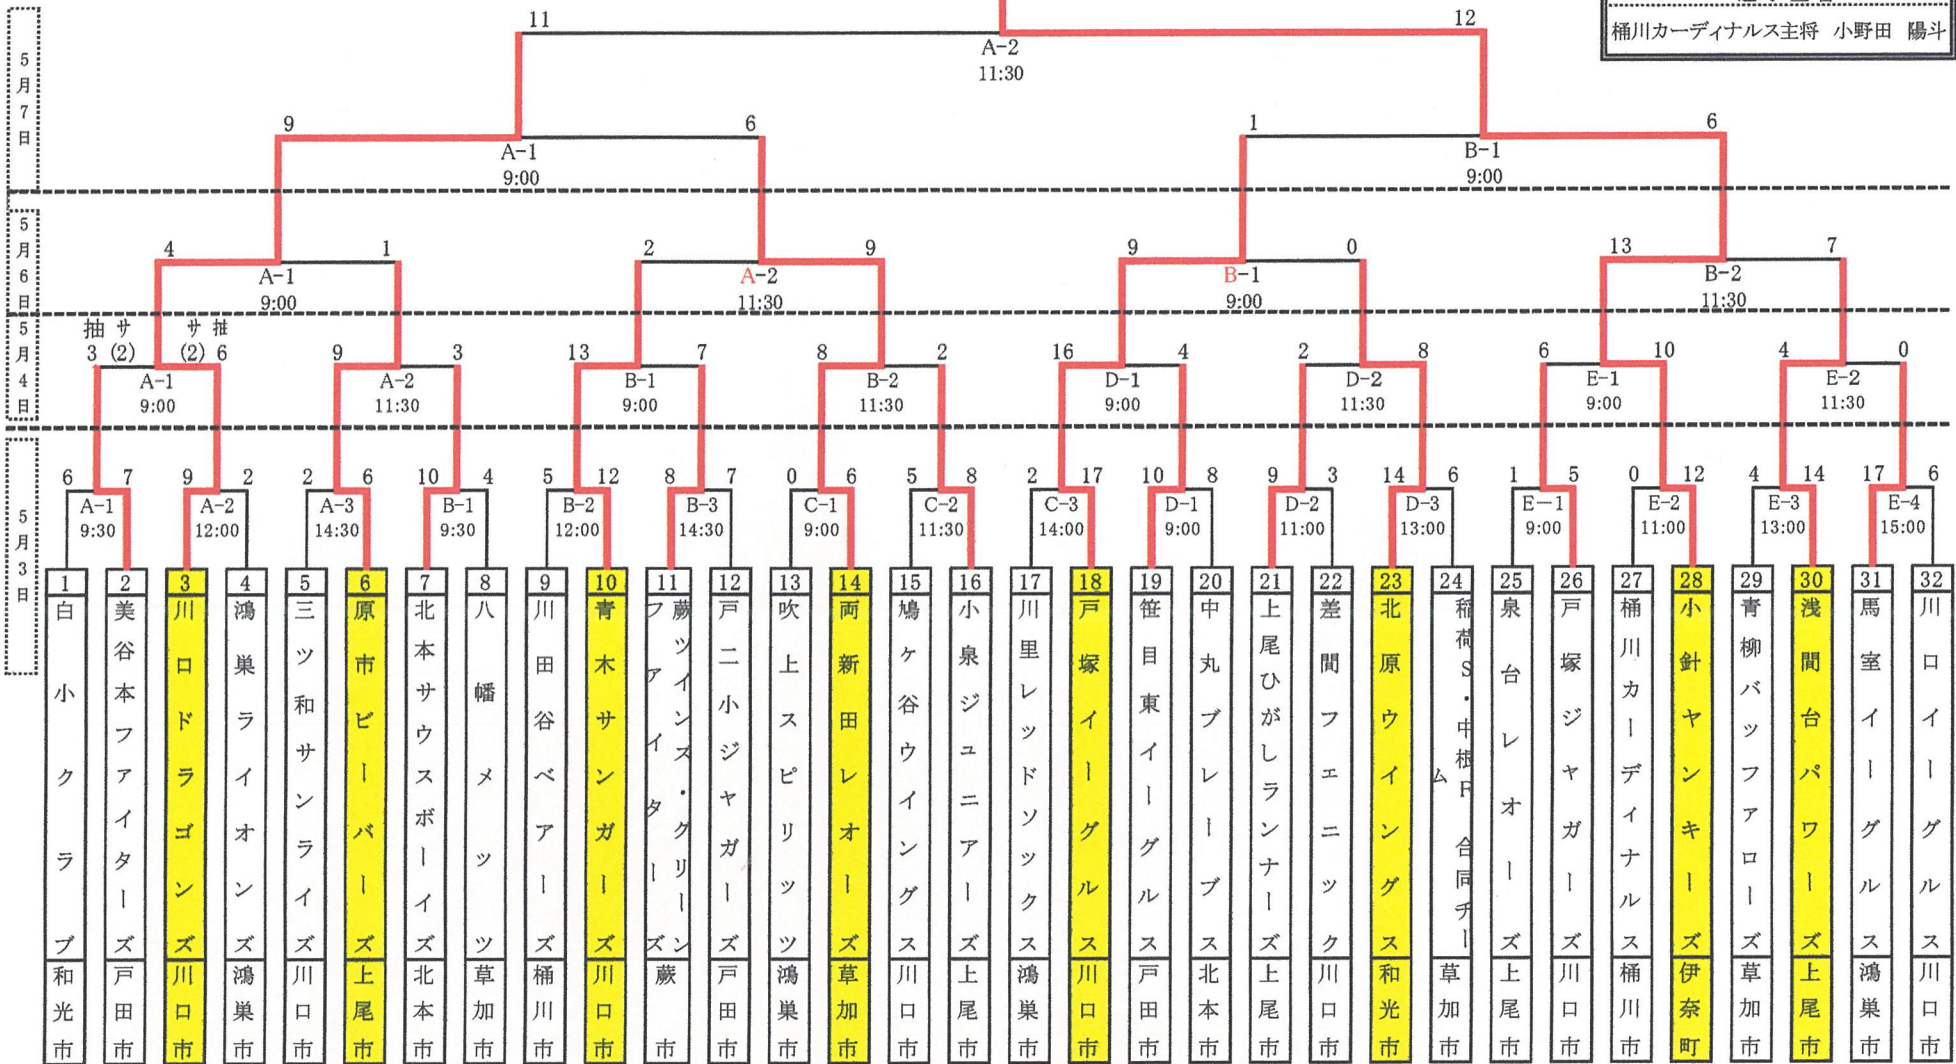 桶川カーディナルス主将 小野田 陽斗
5月7日
11 12
A-2
11:30
9 6 1 6
A-1 B-1
9:00 9:00
5月6日
4 1 2 9 9 0 13 7
A-1 A-2 B-1 B-2
9:00 11:30 9:00 11:30
5月4日
抽 サ サ 抽
3 (2) (2) 6 9 3 13 7 8 2 16 4 2 8 6 10 4 0
A-1 A-2 B-1 B-2 D-1 D-2 E-1 E-2
9:00 11:30 9:00 11:30 9:00 11:30 9:00 11:30
5月3日
6 7 9 2 2 6 10 4 5 12 8 7 0 6 5 8 2 17 10 8 9 3 14 6 1 5 0 12 4 14 17 6
A-1 A-2 A-3 B-1 B-2 B-3 C-1 C-2 C-3 D-1 D-2 D-3 E-1 E-2 E-3 E-4
9:30 12:00 14:30 9:30 12:00 14:30 9:00 11:30 14:00 9:00 11:00 13:00 9:00 11:00 13:00 15:00
1 白小クラブ 和光市
2 美谷本ファイターズ 戸田市
3 川口ドラゴンズ 川口市
4 鴻巣ライオンズ 鴻巣市
5 三ツ和サンライズ 川口市
6 原市ビーバーズ 上尾市
7 北本サウスボーイズ 北本市
8 八幡メッツ 草加市
9 川田谷ベアーズ 桶川市
10 青木サンガーズ 川口市
11 蕨ツインズ・グリーンファイターズ 蕨市
12 戸二小ジャガーズ 戸田市
13 吹上スピリッツ 鴻巣市
14 両新田レオーズ 草加市
15 鳩ケ谷ウイングス 川口市
16 小泉ジュニアーズ 上尾市
17 川里レッドソックス 鴻巣市
18 戸塚イーグルス 川口市
19 笹目東イーグルス 戸田市
20 中丸ブレーブス 北本市
21 上尾ひがしランナーズ 上尾市
22 差間フェニックス 川口市
23 北原ウイングス 和光市
24 稲荷S・中根F 合同チーム 草加市
25 泉台レオーズ 上尾市
26 戸塚ジャガーズ 川口市
27 桶川カーディナルス 桶川市
28 小針ヤンキーズ 伊奈町
29 青柳バッファローズ 草加市
30 浅間台パワーズ 上尾市
31 馬室イーグルス 鴻巣市
32 川口イーグルス 川口市